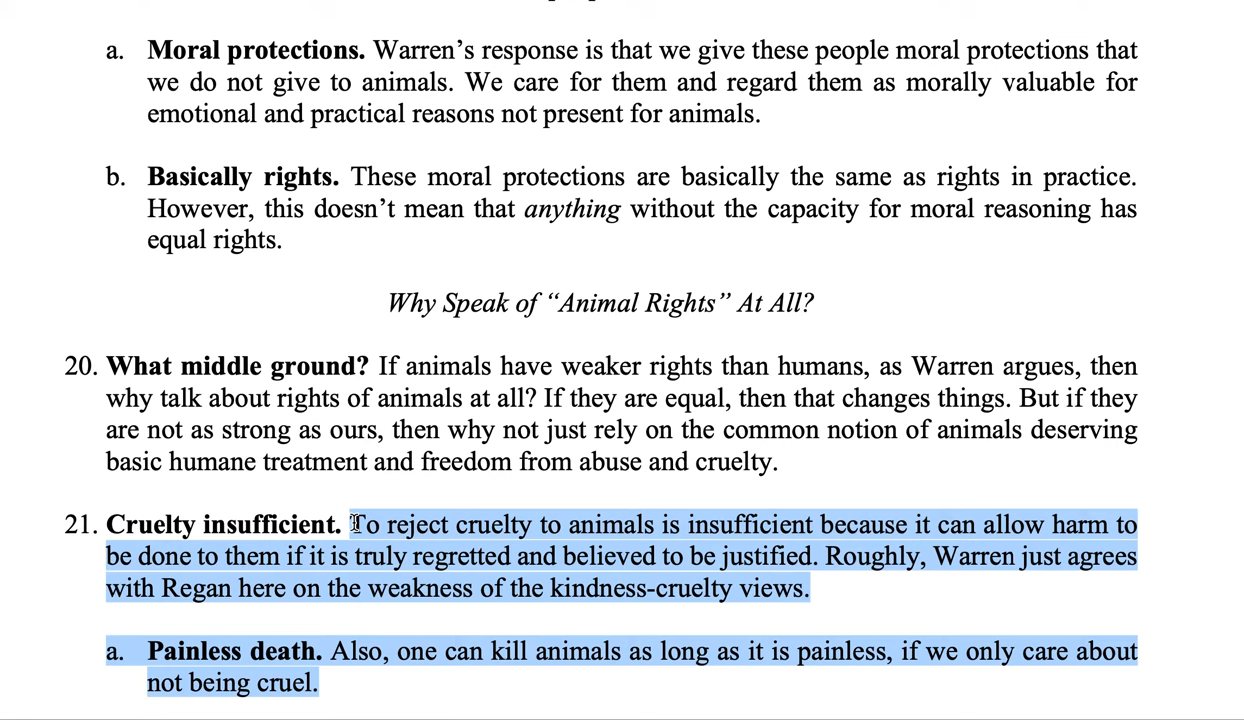 a. Moral protections. Warren’s response is that we give these people moral protections that
we do not give to animals. We care for them and regard them as morally valuable for
emotional and practical reasons not present for animals.
b. Basically rights. These moral protections are basically the same as rights in practice.
However, this doesn’t mean that anything without the capacity for moral reasoning has
equal rights.
Why Speak of “Animal Rights” At All?
20. What middle ground? If animals have weaker rights than humans, as Warren argues, then
why talk about rights of animals at all? If they are equal, then that changes things. But if they
are not as strong as ours, then why not just rely on the common notion of animals deserving
basic humane treatment and freedom from abuse and cruelty.
21. Cruelty insufficient. To reject cruelty to animals is insufficient because it can allow harm to
be done to them if it is truly regretted and believed to be justified. Roughly, Warren just agrees
with Regan here on the weakness of the kindness-cruelty views.
a. Painless death. Also, one can kill animals as long as it is painless, if we only care about
not being cruel.